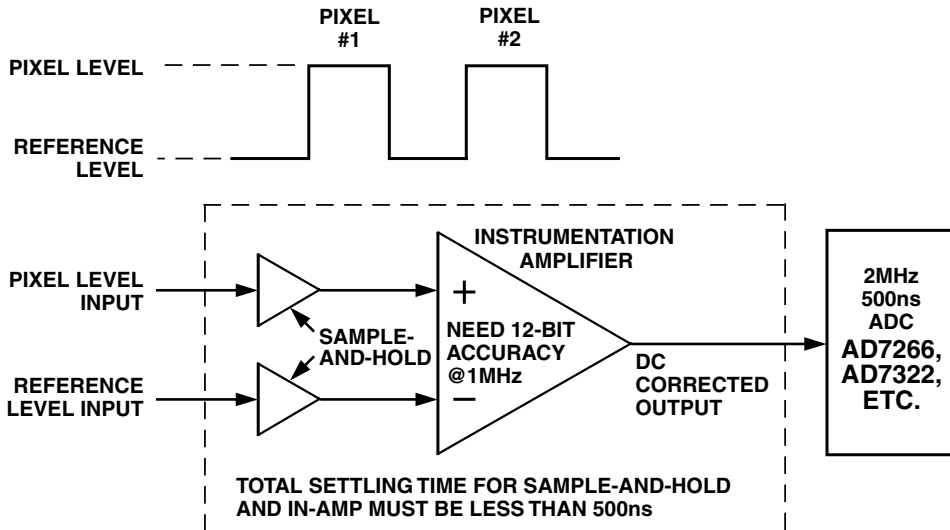 PIXEL
#1
PIXEL
#2
PIXEL LEVEL
REFERENCE
LEVEL
INSTRUMENTATION
AMPLIFIER
PIXEL LEVEL
INPUT
+
SAMPLE-
AND-HOLD
NEED 12-BIT
ACCURACY
@1MHz
REFERENCE
LEVEL INPUT
–
DC
CORRECTED
OUTPUT
2MHz
500ns
ADC
AD7266,
AD7322,
ETC.
TOTAL SETTLING TIME FOR SAMPLE-AND-HOLD
AND IN-AMP MUST BE LESS THAN 500ns